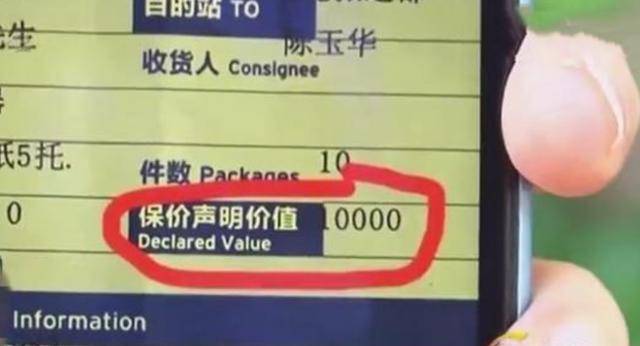 目的站 TO
生
陈玉华
收货人 Consignee
纸5托.
件数 Packages 10
0
保价声明价值 10000
Declared Value
Information